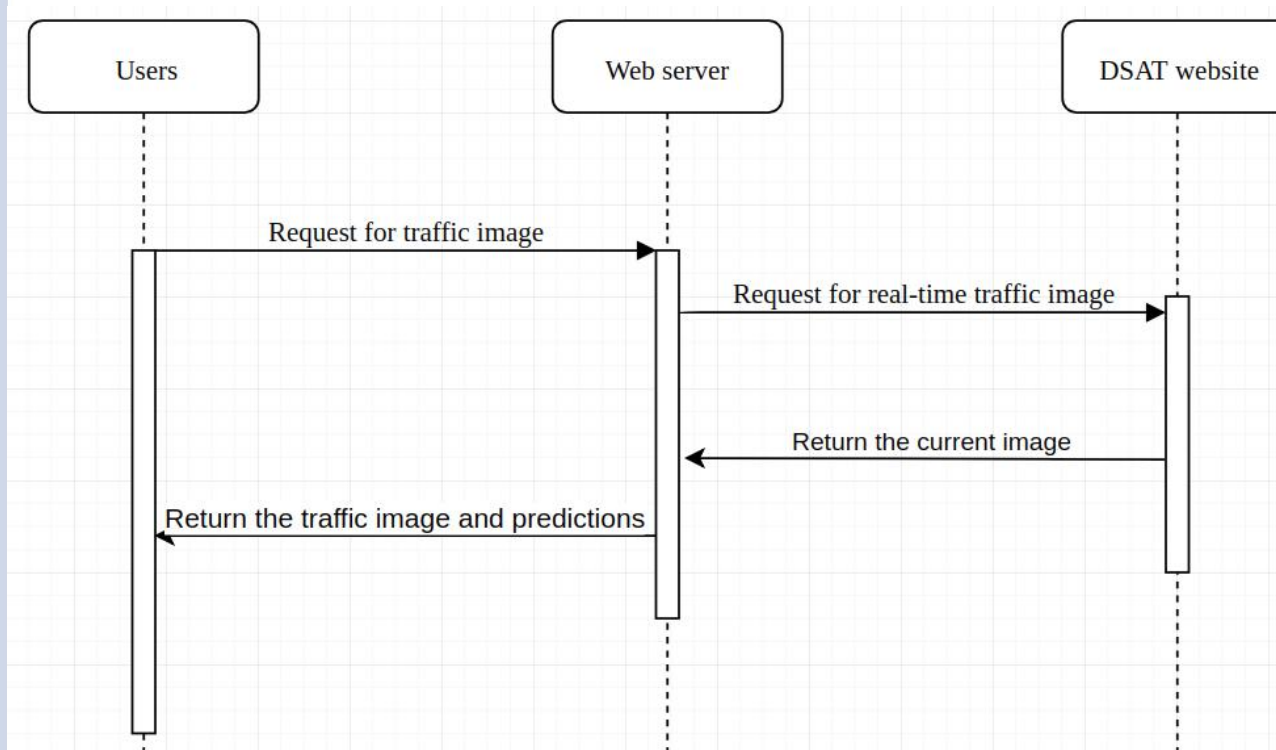 Users
Web server
DSAT website
Request for traffic image
Request for real-time traffic image
Return the current image
Return the traffic image and predictions